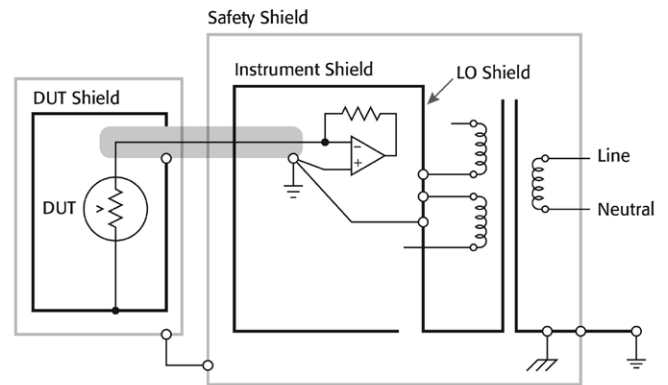 Safety Shield
Instrument Shield
LO Shield
DUT Shield
DUT
−
+
Line
Neutral